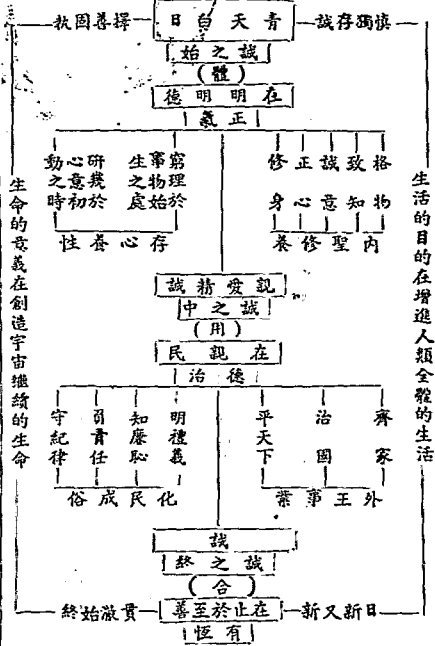 慎獨存誠
青天白日
擇善固執
誠之始
(體)
在明明德
正義
格物
致知
誠意
正心
修身
內聖修養
窮理於
事物始
生之處
研幾於
心意初
動之時
存心養性
親愛精誠
誠之中
(用)
在親民
德治
齊家
治國
平天下
外王事業
明禮義
知廉恥
負責任
守紀律
化民成俗
誠
誠之終
(合)
日新又新
在止於至善
貫澈始終
有恆
生活的目的在增進人類全體的生活
生命的意義在創造宇宙繼續的生命